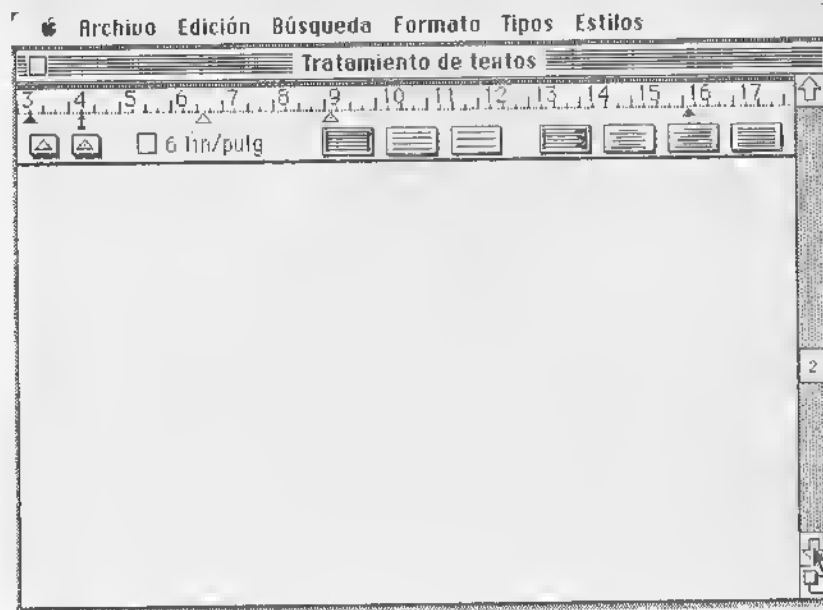 Archivo Edición Búsqueda Formato Tipos Estilos
Tratamiento de textos
3 4 5 6 7 8 9 10 11 12 13 14 15 16 17
6 lin/pulg
2